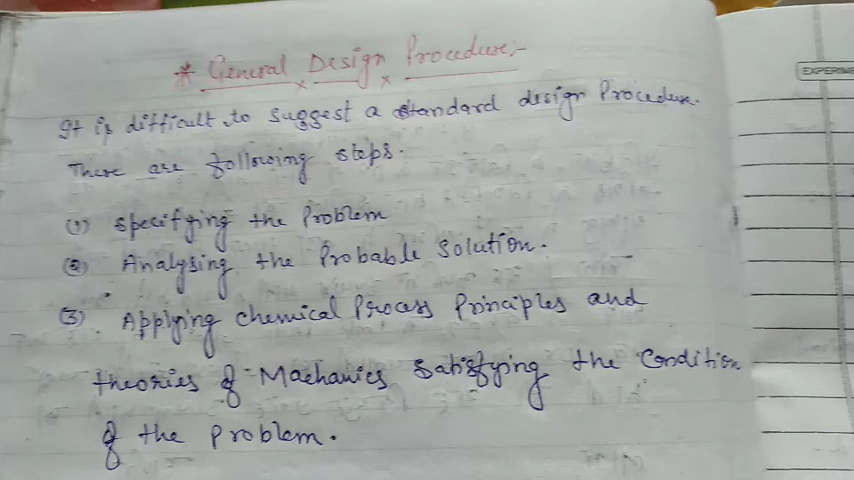 * General Design Procedure:-
It is difficult to suggest a standard design Procedure.
There are following steps.
(1) Specifying the Problem
(2) Analysing the Probable Solution.
(3) Applying chemical Process Principles and
theories of Machanics Satisfying the Condition
of the Problem.
EXPERIME